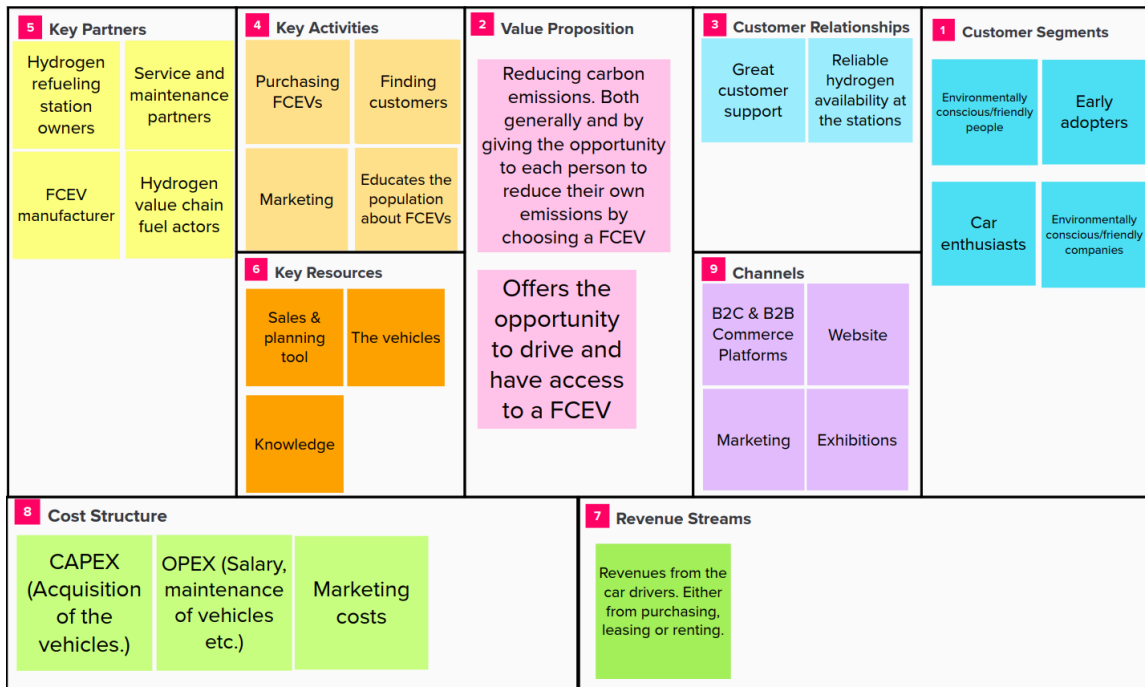 5 Key Partners
Hydrogen
refueling
station
owners
Service and
maintenance
partners
FCEV
manufacturer
Hydrogen
value chain
fuel actors
4 Key Activities
Purchasing
FCEVs
Finding
customers
Marketing
Educates the
population
about FCEVs
6 Key Resources
Sales &
planning
tool
The vehicles
Knowledge
2 Value Proposition
Reducing carbon
emissions. Both
generally and by
giving the opportunity
to each person to
reduce their own
emissions by
choosing a FCEV
Offers the
opportunity
to drive and
have access
to a FCEV
3 Customer Relationships
Great
customer
support
Reliable
hydrogen
availability at
the stations
9 Channels
B2C & B2B
Commerce
Platforms
Website
Marketing
Exhibitions
1 Customer Segments
Environmentally
conscious/friendly
people
Early
adopters
Car
enthusiasts
Environmentally
conscious/friendly
companies
8 Cost Structure
CAPEX
(Acquisition
of the
vehicles.)
OPEX (Salary,
maintenance
of vehicles
etc.)
Marketing
costs
7 Revenue Streams
Revenues from the
car drivers. Either
from purchasing,
leasing or renting.